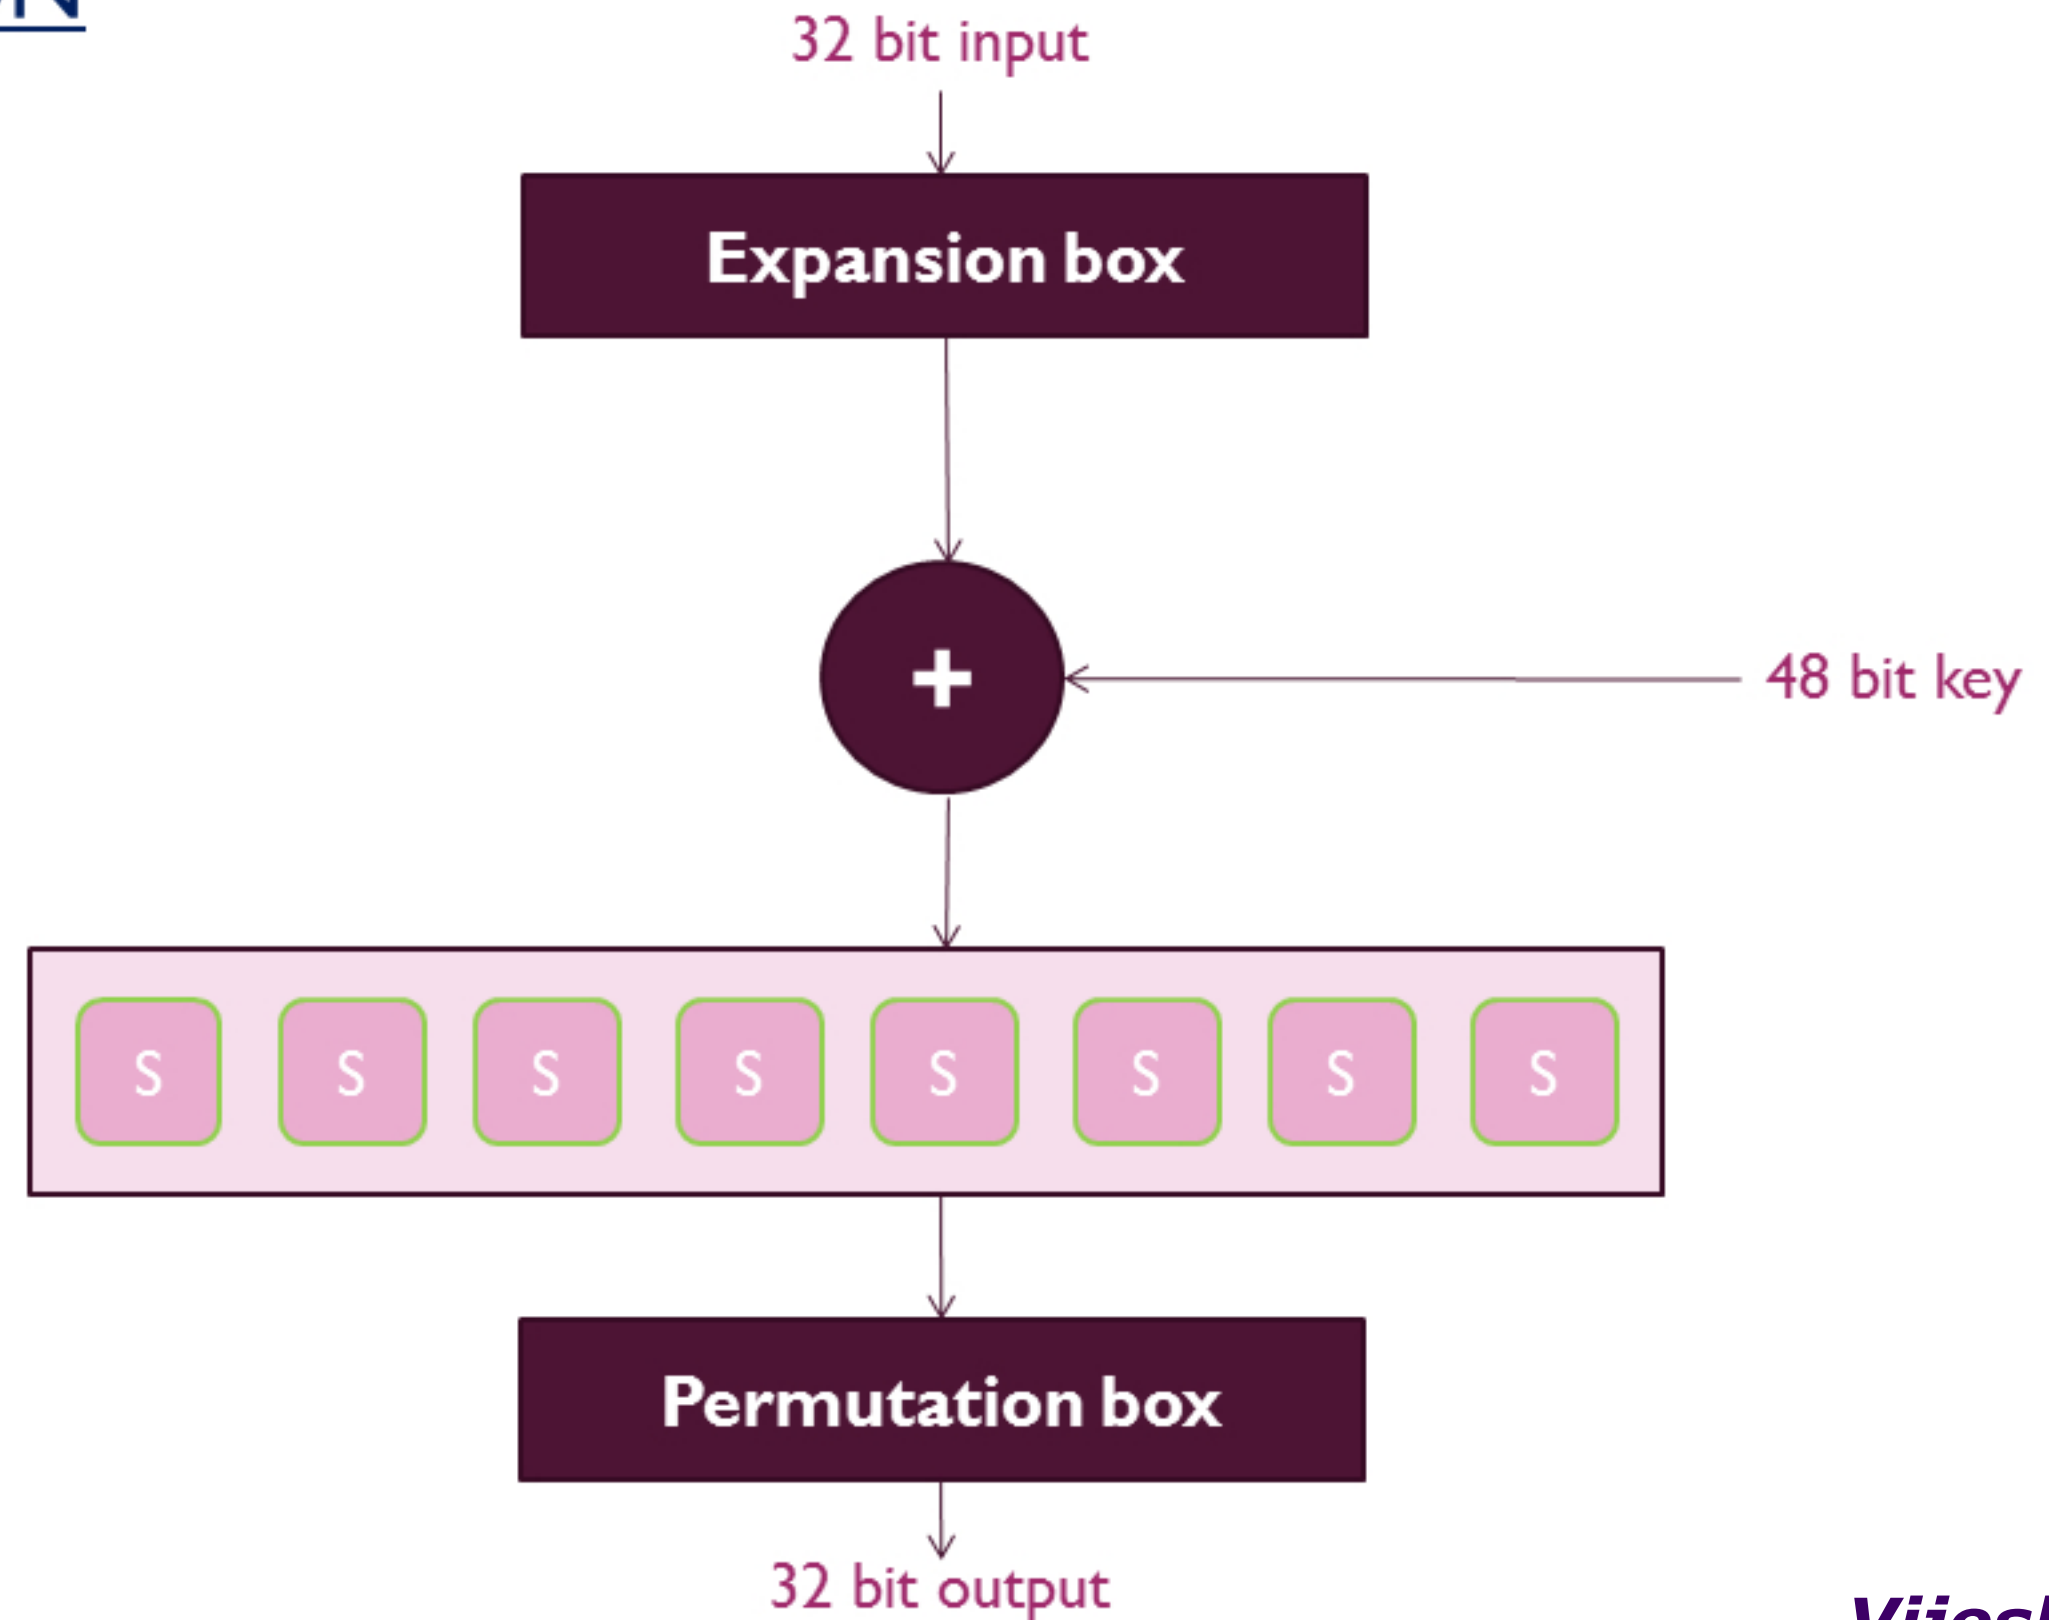 32 bit input
Expansion box
+
48 bit key
S S S S S S S S
Permutation box
32 bit output